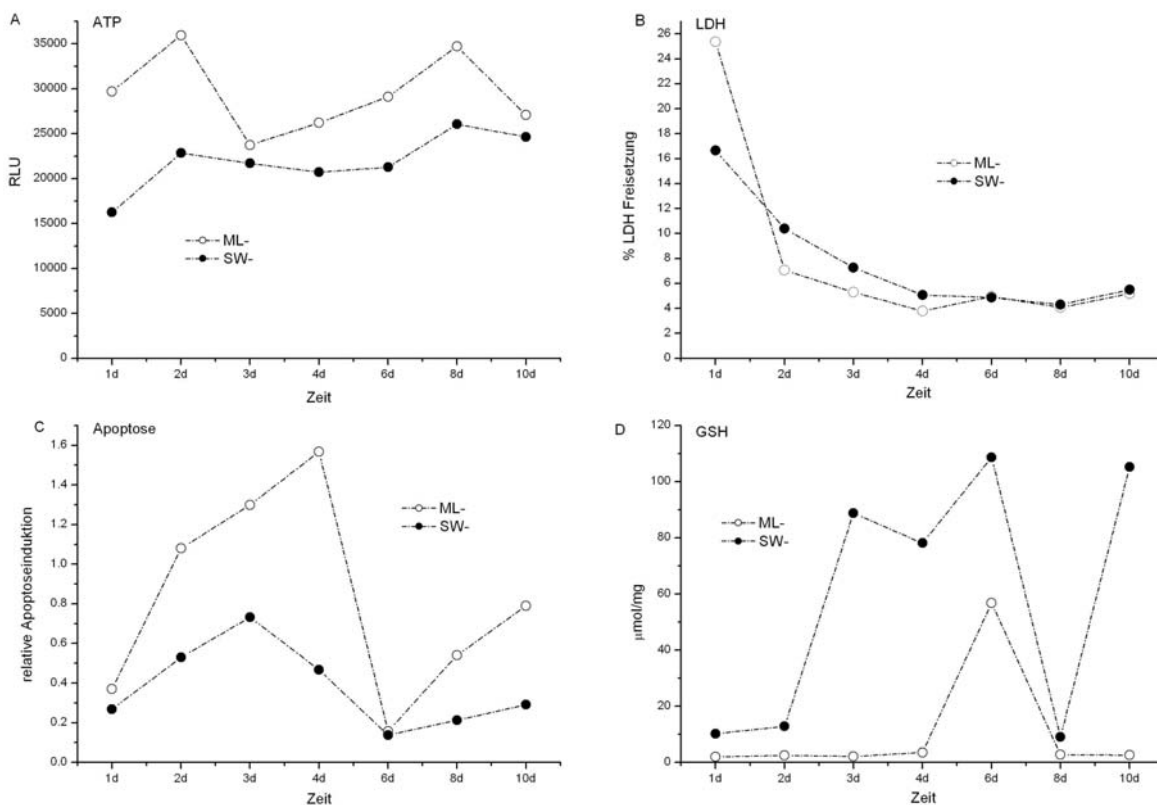 A
ATP
35000
30000
25000
20000
15000
10000
5000
0
RLU
ML-
SW-
1d 2d 3d 4d 6d 8d 10d
Zeit
B
LDH
26
24
22
20
18
16
14
12
10
8
6
4
2
0
% LDH Freisetzung
ML-
SW-
1d 2d 3d 4d 6d 8d 10d
Zeit
C
Apoptose
1.6
1.4
1.2
1.0
0.8
0.6
0.4
0.2
0.0
relative Apoptoseinduktion
ML-
SW-
1d 2d 3d 4d 6d 8d 10d
Zeit
D
GSH
120
100
80
60
40
20
0
µmol/mg
ML-
SW-
1d 2d 3d 4d 6d 8d 10d
Zeit